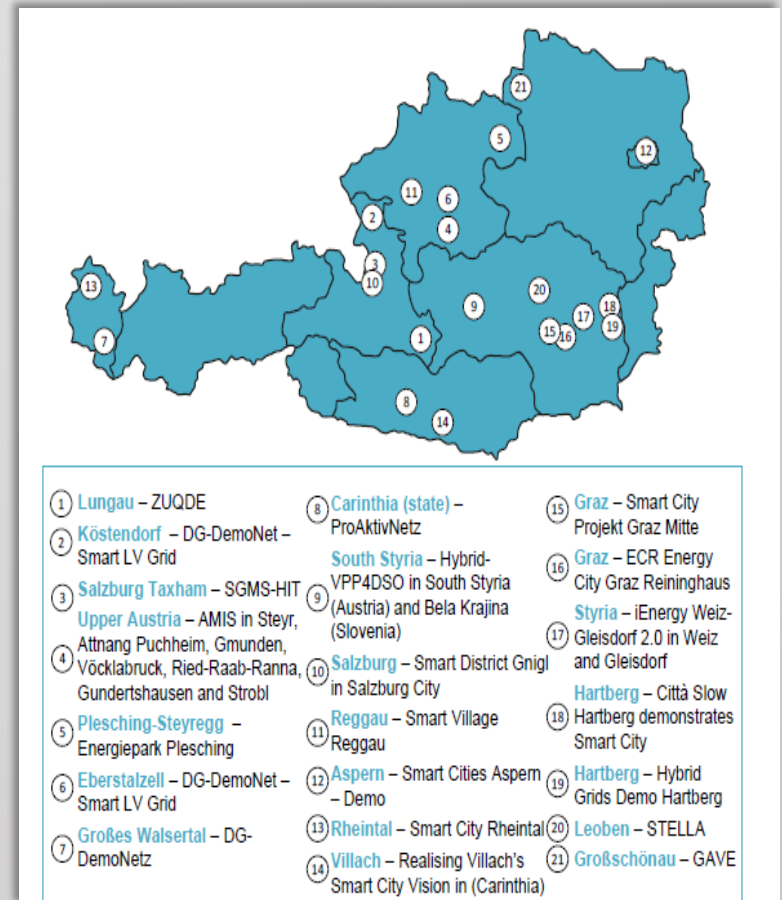 21
5
12
11
6
2
4
3
10
13
20
9
18
17
19
15
16
7
1
8
14
1 Lungau – ZUQDE
2 Köstendorf – DG-DemoNet –
Smart LV Grid
3 Salzburg Taxham – SGMS-HIT
4 Upper Austria – AMIS in Steyr,
Attnang Puchheim, Gmunden,
Vöcklabruck, Ried-Raab-Ranna,
Gundertshausen and Strobl
5 Plesching-Steyregg –
Energiepark Plesching
6 Eberstalzell – DG-DemoNet –
Smart LV Grid
7 Großes Walsertal – DG-
DemoNetz
8 Carinthia (state) –
ProAktivNetz
9 South Styria – Hybrid-
VPP4DSO in South Styria
(Austria) and Bela Krajina
(Slovenia)
10 Salzburg – Smart District Gnigl
in Salzburg City
11 Reggau – Smart Village
Reggau
12 Aspern – Smart Cities Aspern
– Demo
13 Rheintal – Smart City Rheintal
14 Villach – Realising Villach's
Smart City Vision in (Carinthia)
15 Graz – Smart City
Projekt Graz Mitte
16 Graz – ECR Energy
City Graz Reininghaus
17 Styria – iEnergy Weiz-
Gleisdorf 2.0 in Weiz
and Gleisdorf
18 Hartberg – Città Slow
Hartberg demonstrates
Smart City
19 Hartberg – Hybrid
Grids Demo Hartberg
20 Leoben – STELLA
21 Großschönau – GAVE